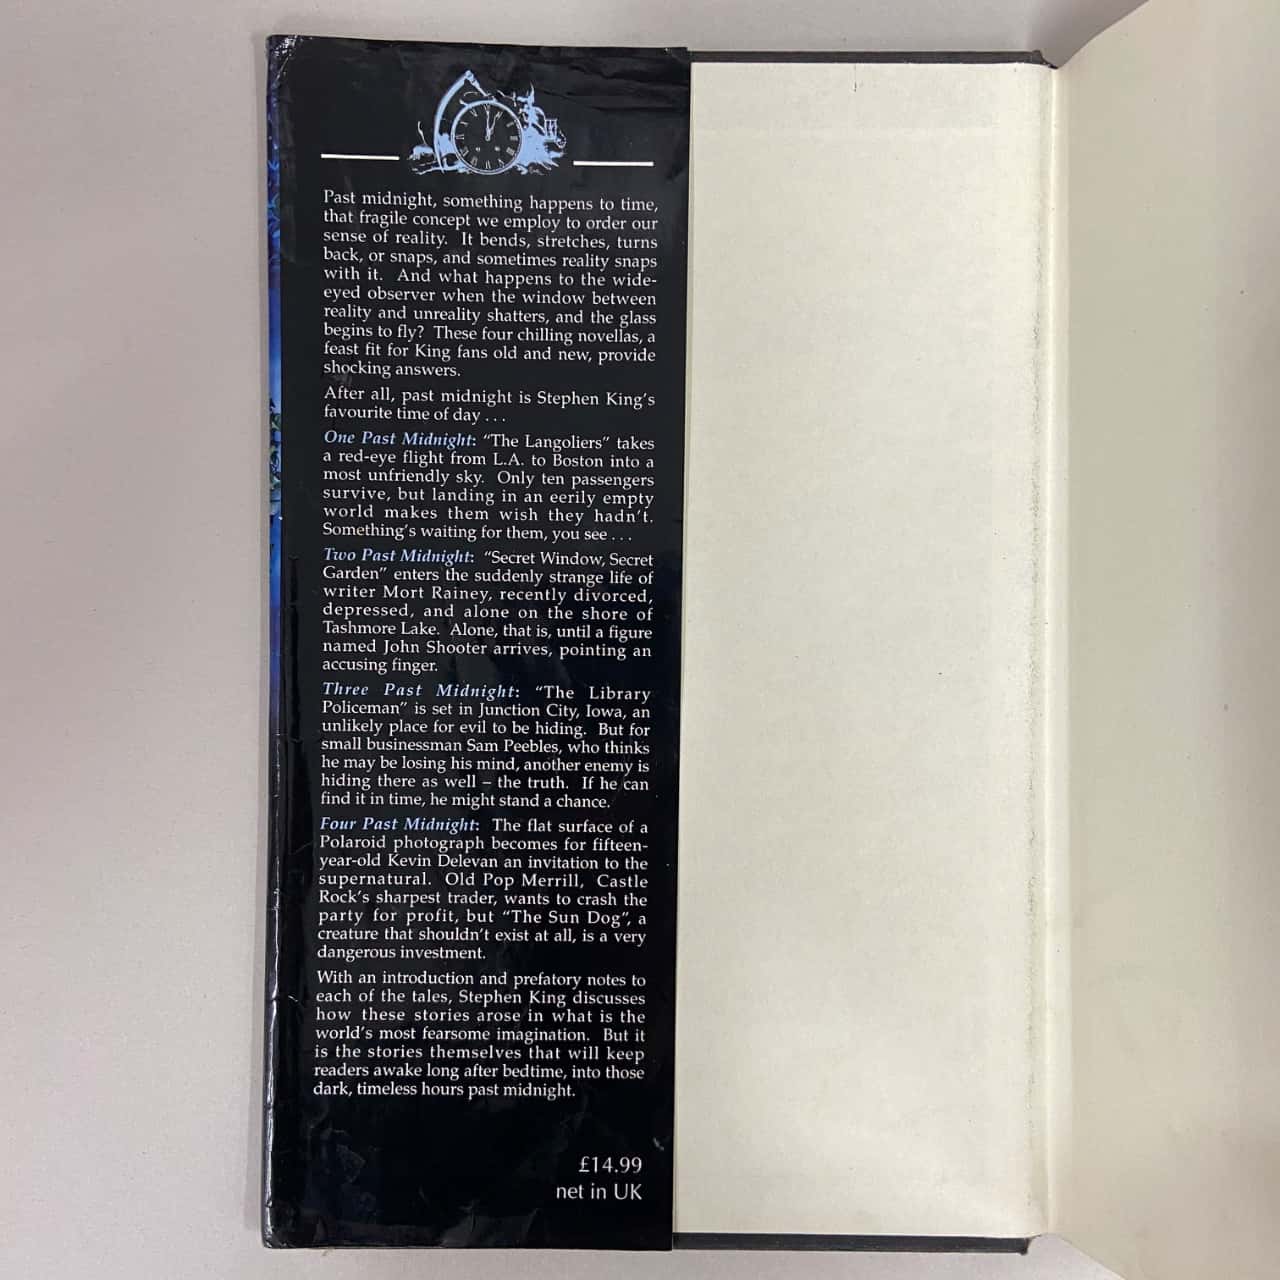 Past midnight, something happens to time,
that fragile concept we employ to order our
sense of reality. It bends, stretches, turns
back, or snaps, and sometimes reality snaps
with it. And what happens to the wide-
eyed observer when the window between
reality and unreality shatters, and the glass
begins to fly? These four chilling novellas, a
feast fit for King fans old and new, provide
shocking answers.
After all, past midnight is Stephen King's
favourite time of day . . .
One Past Midnight: “The Langoliers” takes
a red-eye flight from L.A. to Boston into a
most unfriendly sky. Only ten passengers
survive, but landing in an eerily empty
world makes them wish they hadn't.
Something's waiting for them, you see . . .
Two Past Midnight: “Secret Window, Secret
Garden” enters the suddenly strange life of
writer Mort Rainey, recently divorced,
depressed, and alone on the shore of
Tashmore Lake. Alone, that is, until a figure
named John Shooter arrives, pointing an
accusing finger.
Three Past Midnight: “The Library
Policeman” is set in Junction City, Iowa, an
unlikely place for evil to be hiding. But for
small businessman Sam Peebles, who thinks
he may be losing his mind, another enemy is
hiding there as well – the truth. If he can
find it in time, he might stand a chance.
Four Past Midnight: The flat surface of a
Polaroid photograph becomes for fifteen-
year-old Kevin Delevan an invitation to the
supernatural. Old Pop Merrill, Castle
Rock's sharpest trader, wants to crash the
party for profit, but “The Sun Dog”, a
creature that shouldn't exist at all, is a very
dangerous investment.
With an introduction and prefatory notes to
each of the tales, Stephen King discusses
how these stories arose in what is the
world's most fearsome imagination. But it
is the stories themselves that will keep
readers awake long after bedtime, into those
dark, timeless hours past midnight.
£14.99
net in UK